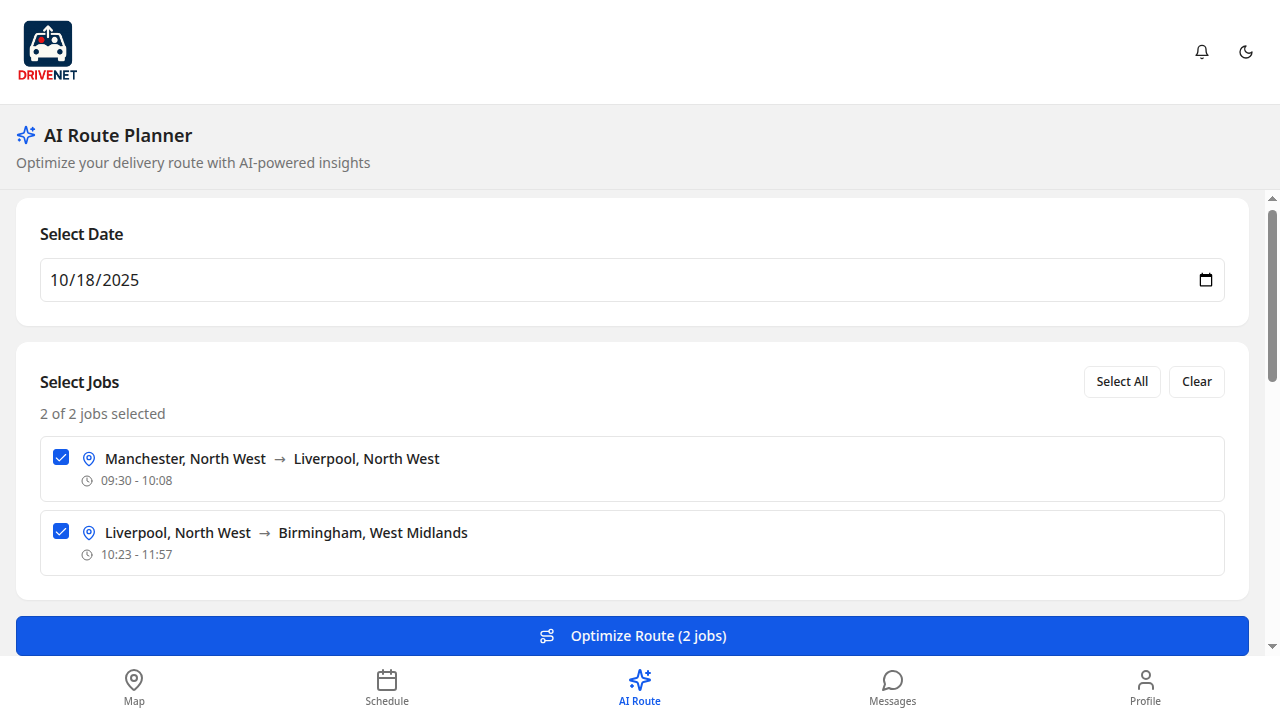 DRIVENET
AI Route Planner
Optimize your delivery route with AI-powered insights
Select Date
10/18/2025
Select Jobs
Select All
Clear
2 of 2 jobs selected
Manchester, North West → Liverpool, North West
09:30 - 10:08
Liverpool, North West → Birmingham, West Midlands
10:23 - 11:57
Optimize Route (2 jobs)
Map
Schedule
AI Route
Messages
Profile